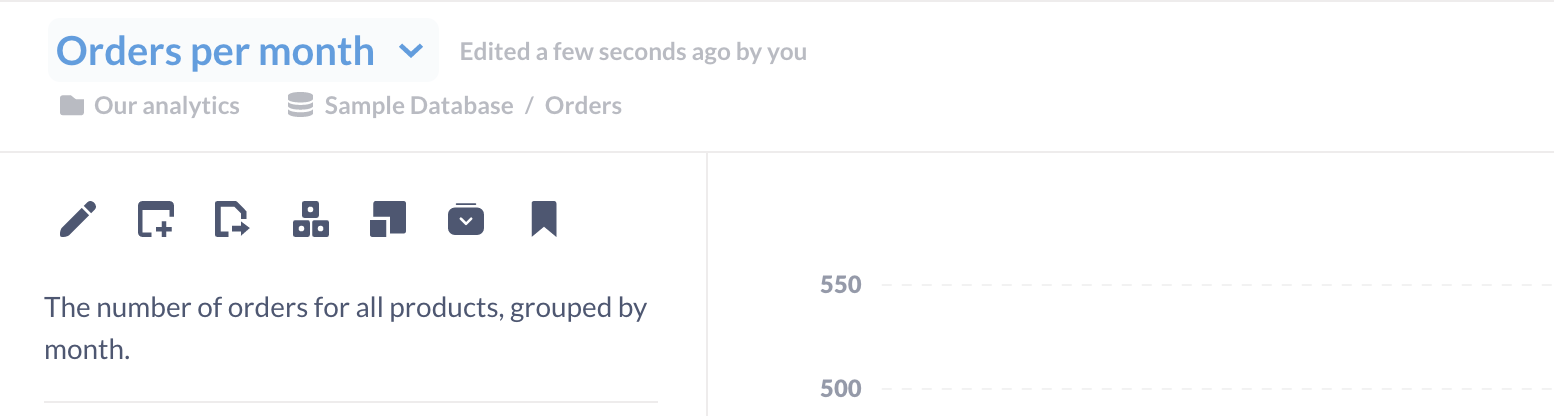 Orders per month Edited a few seconds ago by you
Our analytics Sample Database / Orders
The number of orders for all products, grouped by
month.
550
500